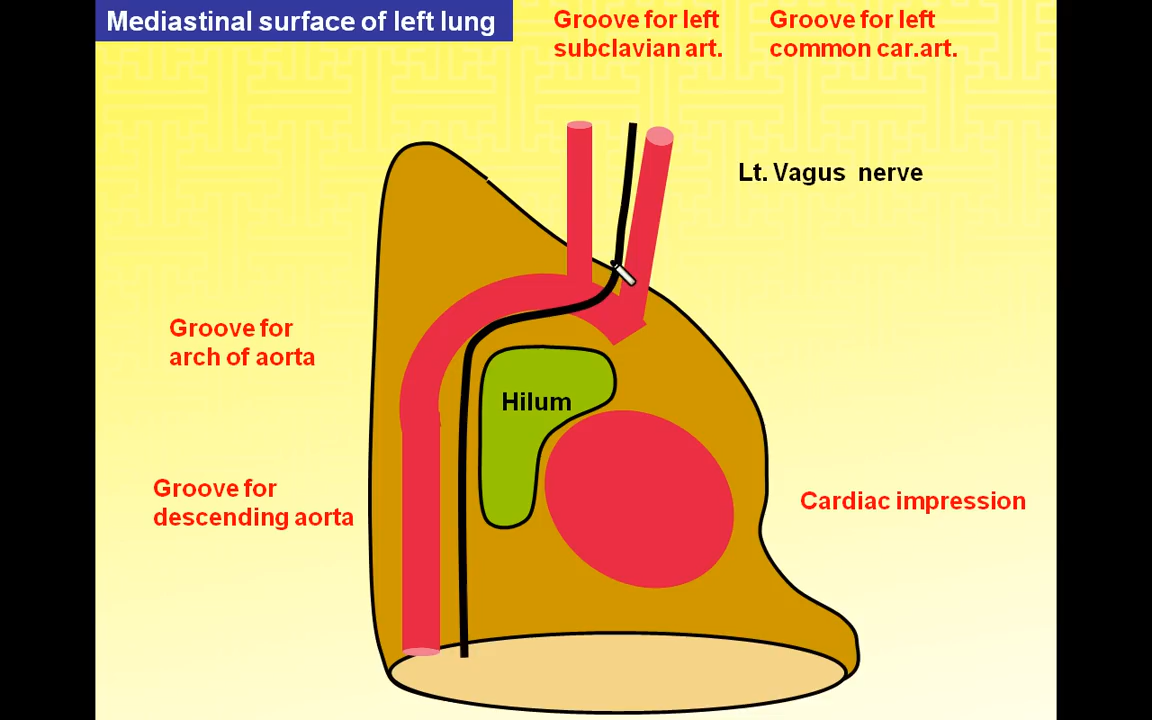 Mediastinal surface of left lung
Groove for left
subclavian art.
Groove for left
common car.art.
Lt. Vagus nerve
Groove for
arch of aorta
Hilum
Groove for
descending aorta
Cardiac impression